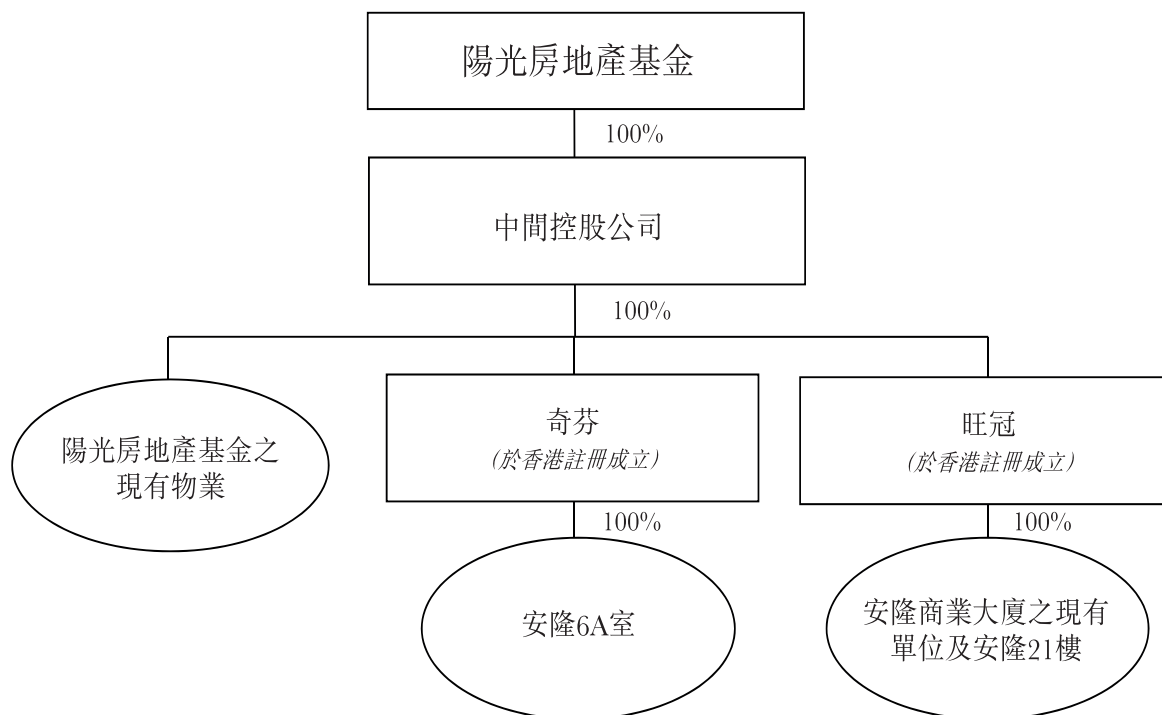 陽光房地產基金
100%
中間控股公司
100%
陽光房地產基金之
現有物業
奇芬
(於香港註冊成立)
100%
安隆6A室
旺冠
(於香港註冊成立)
100%
安隆商業大廈之現有
單位及安隆21樓